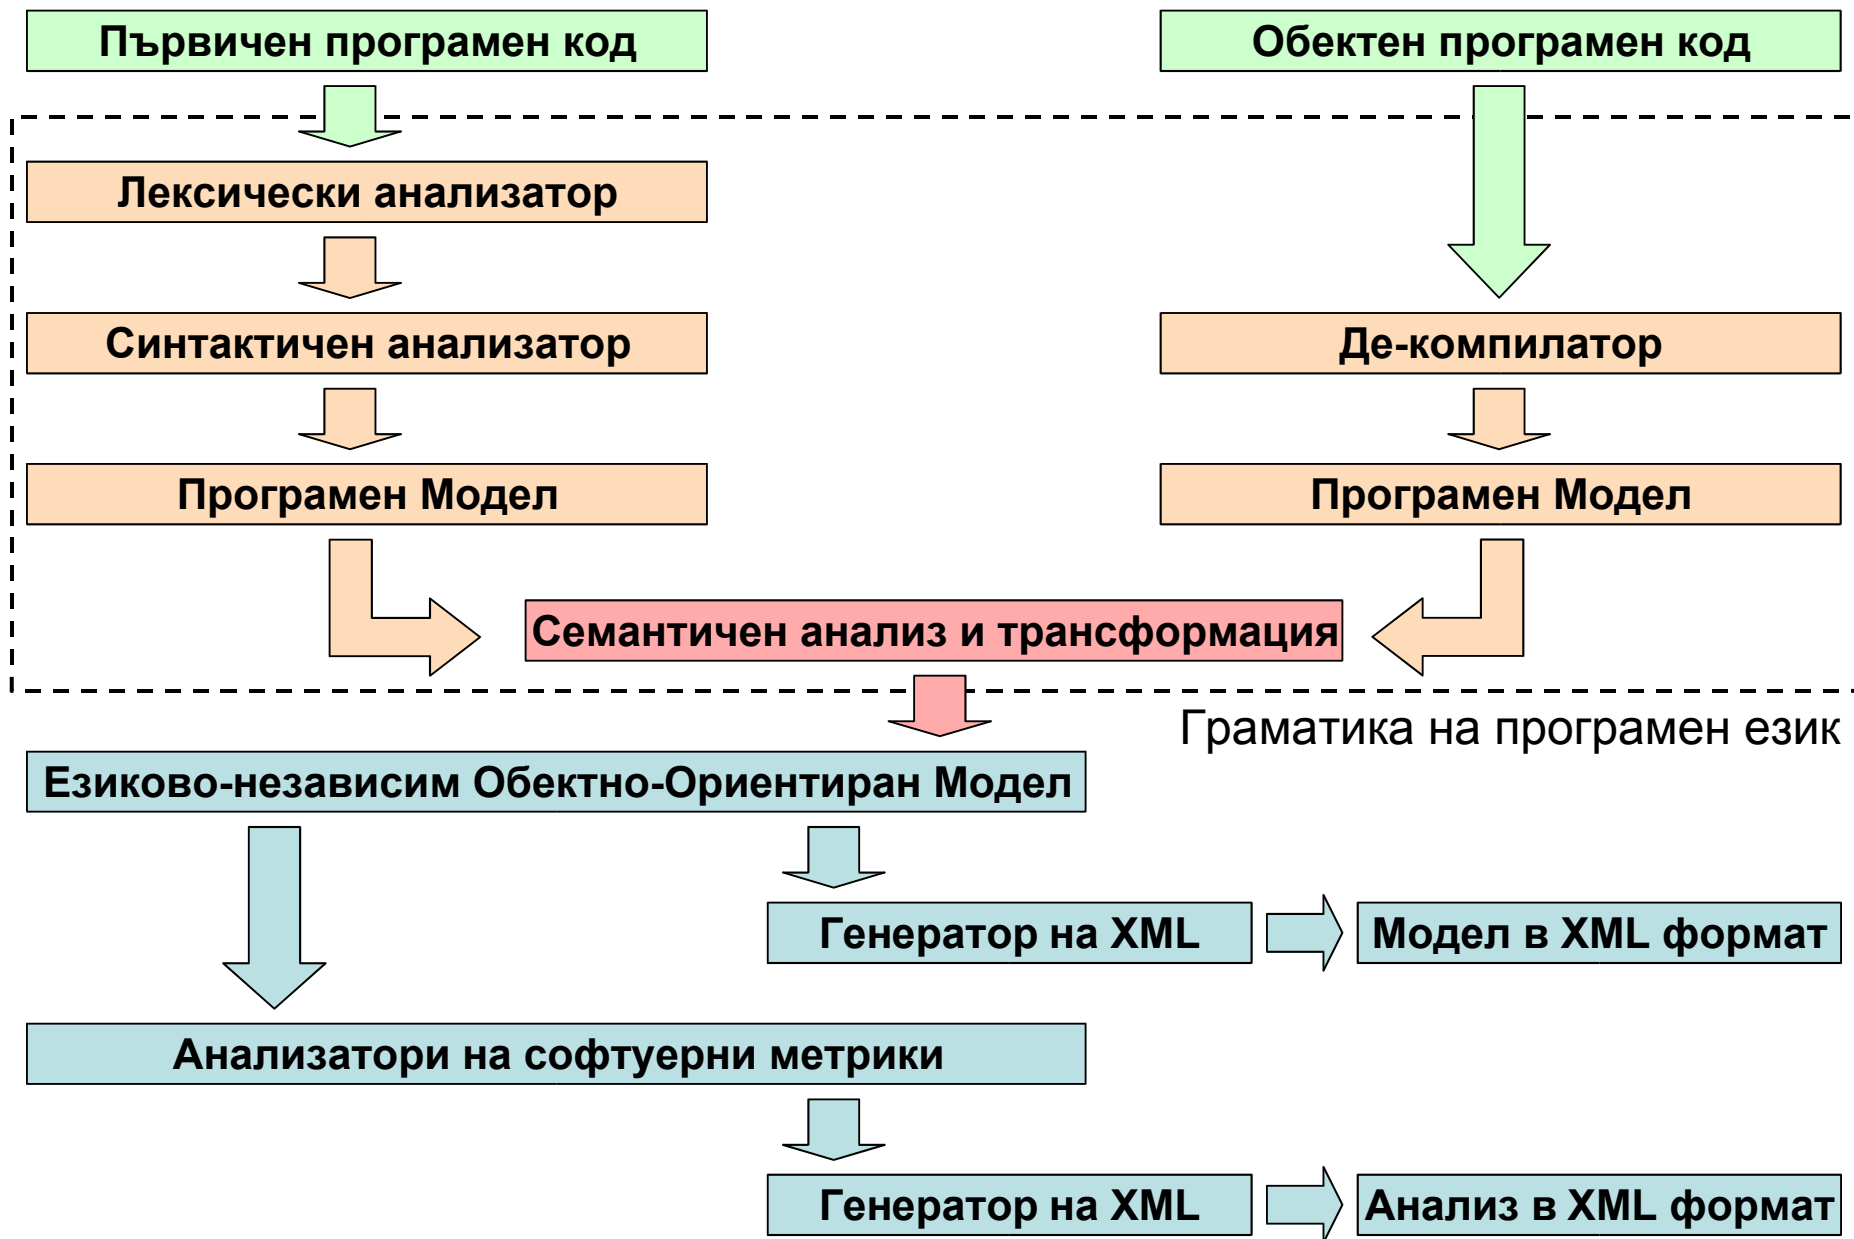 Първичен програмен код
Обектен програмен код
Лексически анализатор
Синтактичен анализатор
Де-компилатор
Програмен Модел
Програмен Модел
Семантичен анализ и трансформация
Граматика на програмен език
Езиково-независим Обектно-Ориентиран Модел
Генератор на XML
Модел в XML формат
Анализатори на софтуерни метрики
Генератор на XML
Анализ в XML формат